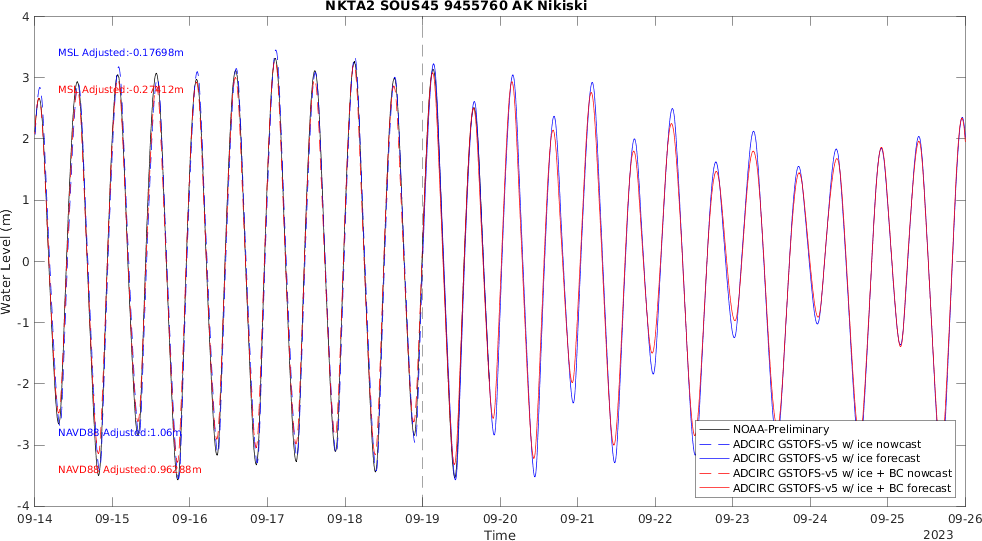 NKTA2 SOUS45 9455760 AK Nikiski
4
3
2
1
0
-1
-2
-3
-4
Water Level (m)
MSL Adjusted:-0.17698m
MSL Adjusted:-0.27412m
NAVD88 Adjusted:1.06m
NAVD88 Adjusted:0.96288m
NOAA-Preliminary
ADCIRC GSTOFS-v5 w/ ice nowcast
ADCIRC GSTOFS-v5 w/ ice forecast
ADCIRC GSTOFS-v5 w/ ice + BC nowcast
ADCIRC GSTOFS-v5 w/ ice + BC forecast
09-14 09-15 09-16 09-17 09-18 09-19 09-20 09-21 09-22 09-23 09-24 09-25 09-26
Time
2023